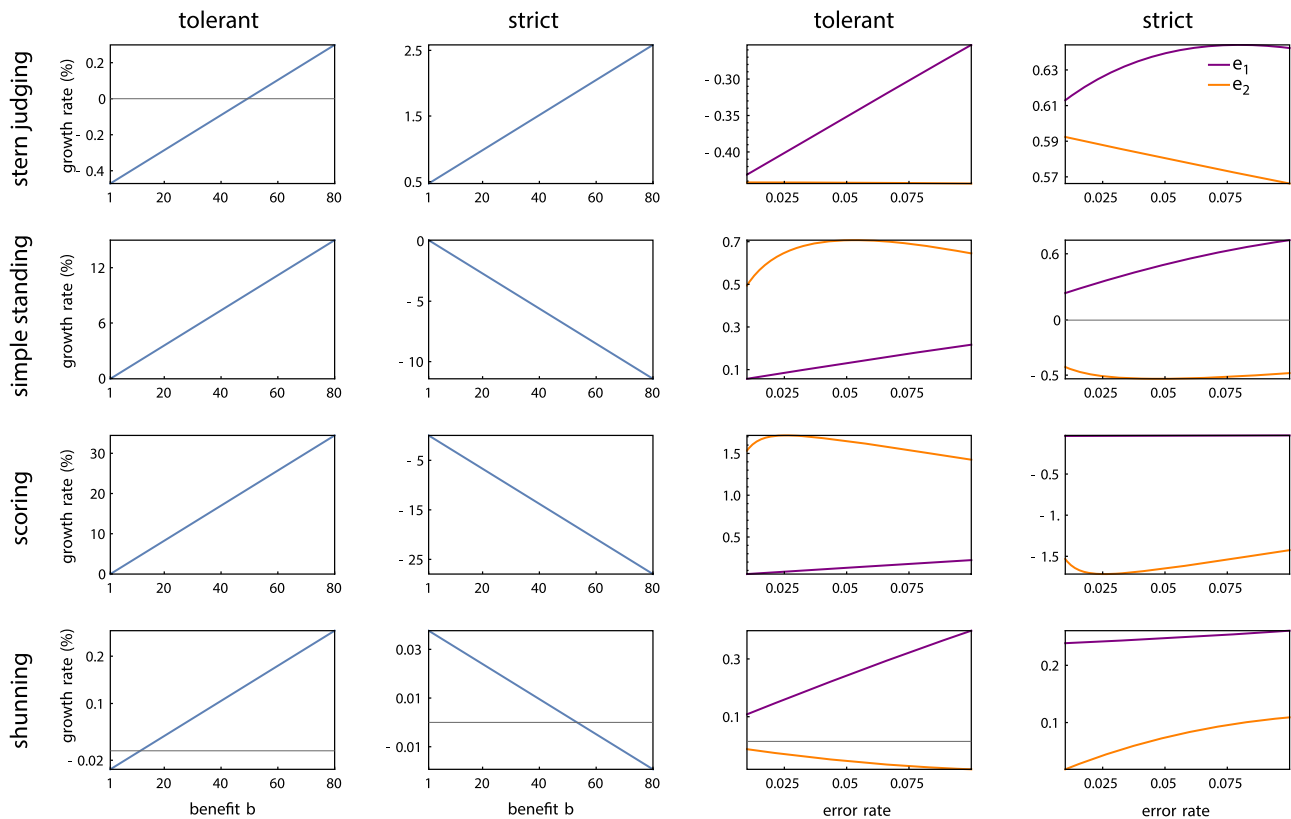 tolerant strict tolerant strict
stern judging
growth rate (%)
0.2
0
- 0.2
- 0.4
1 20 40 60 80
2.5
1.5
0.5
1 20 40 60 80
- 0.30
- 0.35
- 0.40
0.025 0.05 0.075
0.63
0.61
0.59
0.57
e1
e2
0.025 0.05 0.075
simple standing
growth rate (%)
12
6
0
1 20 40 60 80
0
- 5
- 10
1 20 40 60 80
0.7
0.5
0.3
0.1
0.025 0.05 0.075
0.6
0
- 0.5
0.025 0.05 0.075
scoring
growth rate (%)
30
20
10
0
1 20 40 60 80
- 5
- 15
- 25
1 20 40 60 80
1.5
1.0
0.5
0.025 0.05 0.075
- 0.5
- 1.
- 1.5
0.025 0.05 0.075
shunning
growth rate (%)
0.2
0.1
- 0.02
1 20 40 60 80
benefit b
0.03
0.01
- 0.01
1 20 40 60 80
benefit b
0.3
0.1
0.025 0.05 0.075
error rate
0.2
0.1
0.025 0.05 0.075
error rate